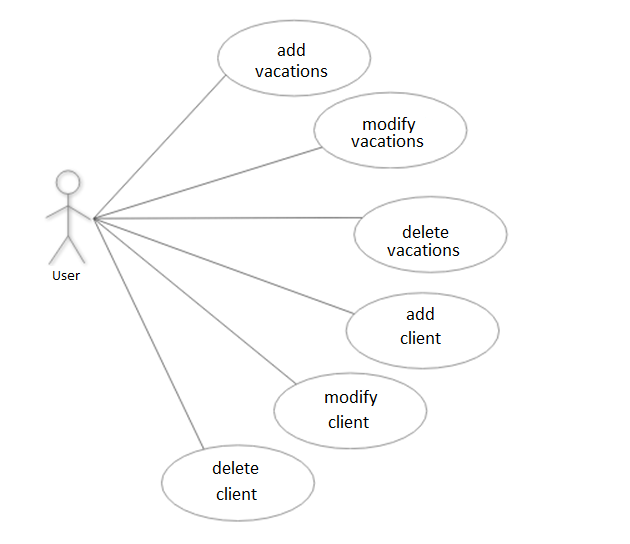 add
vacations
modify
vacations
User
delete
vacations
add
client
modify
client
delete
client